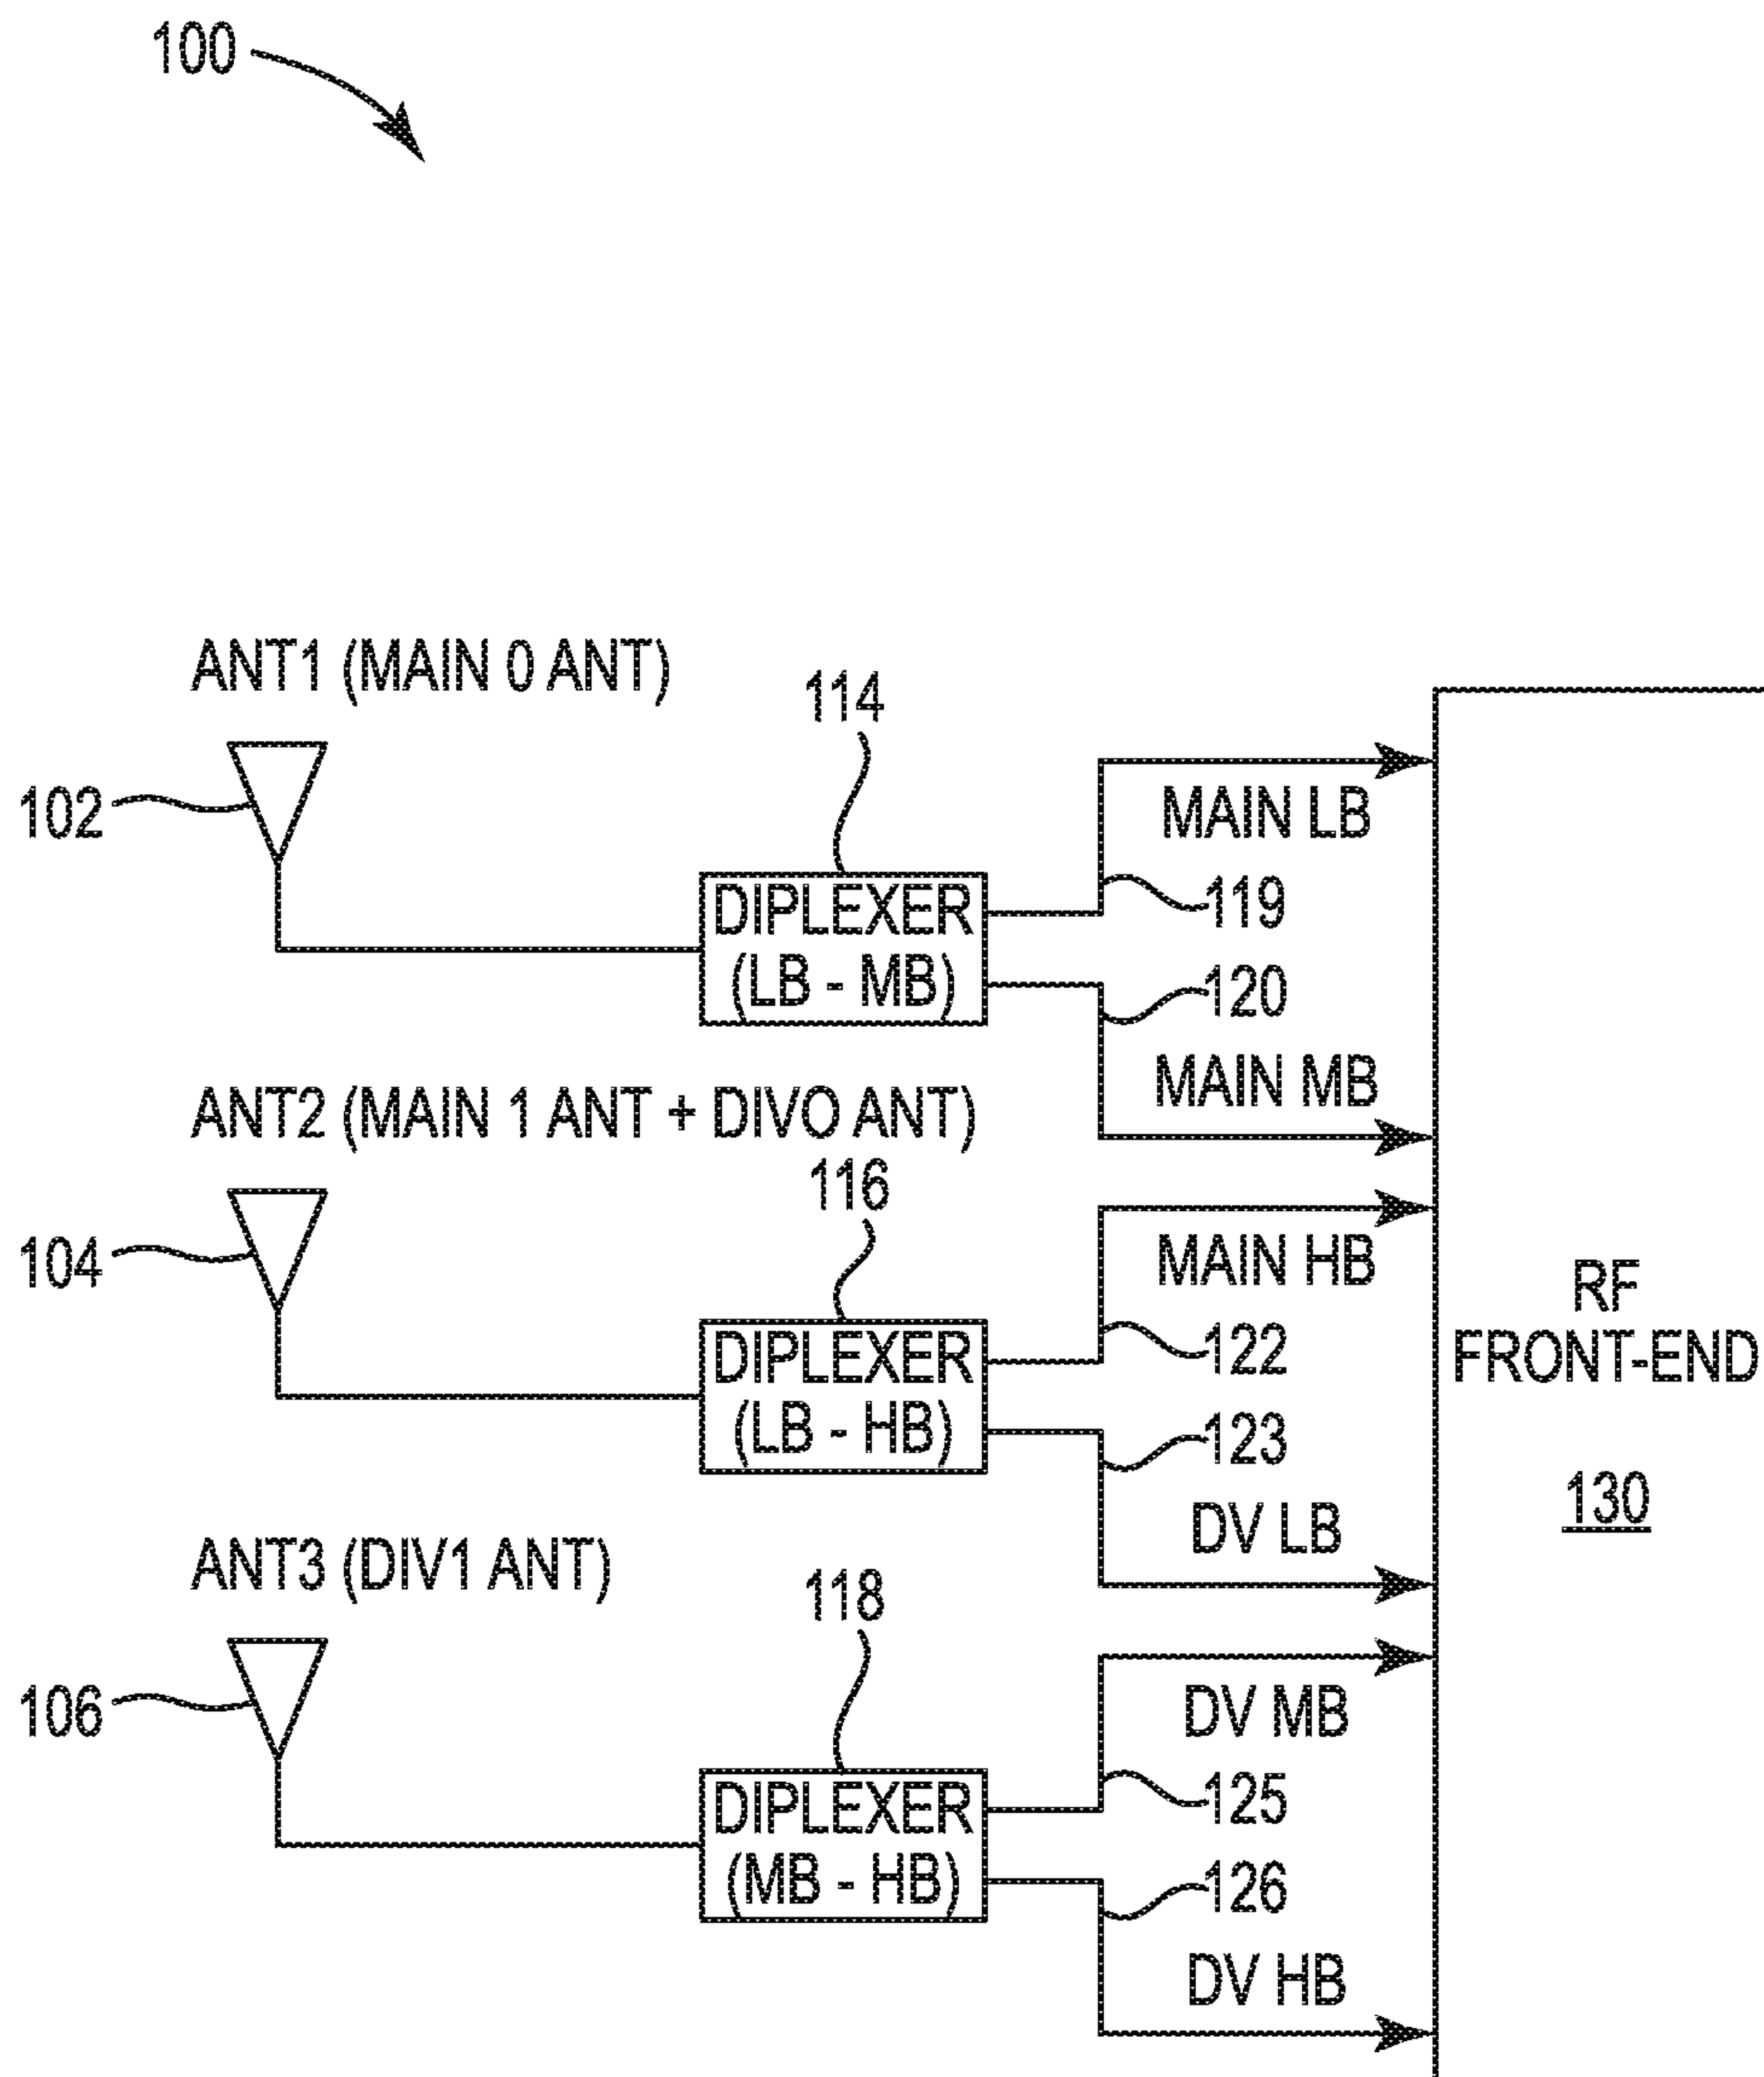 100
ANT1 (MAIN 0 ANT)
114
102
MAIN LB
DIPLEXER
(LB - MB)
119
120
MAIN MB
ANT2 (MAIN 1 ANT + DIVO ANT)
116
104
MAIN HB
DIPLEXER
(LB - HB)
122
123
DV LB
RF
FRONT-END
130
ANT3 (DIV1 ANT)
118
106
DV MB
DIPLEXER
(MB - HB)
125
126
DV HB